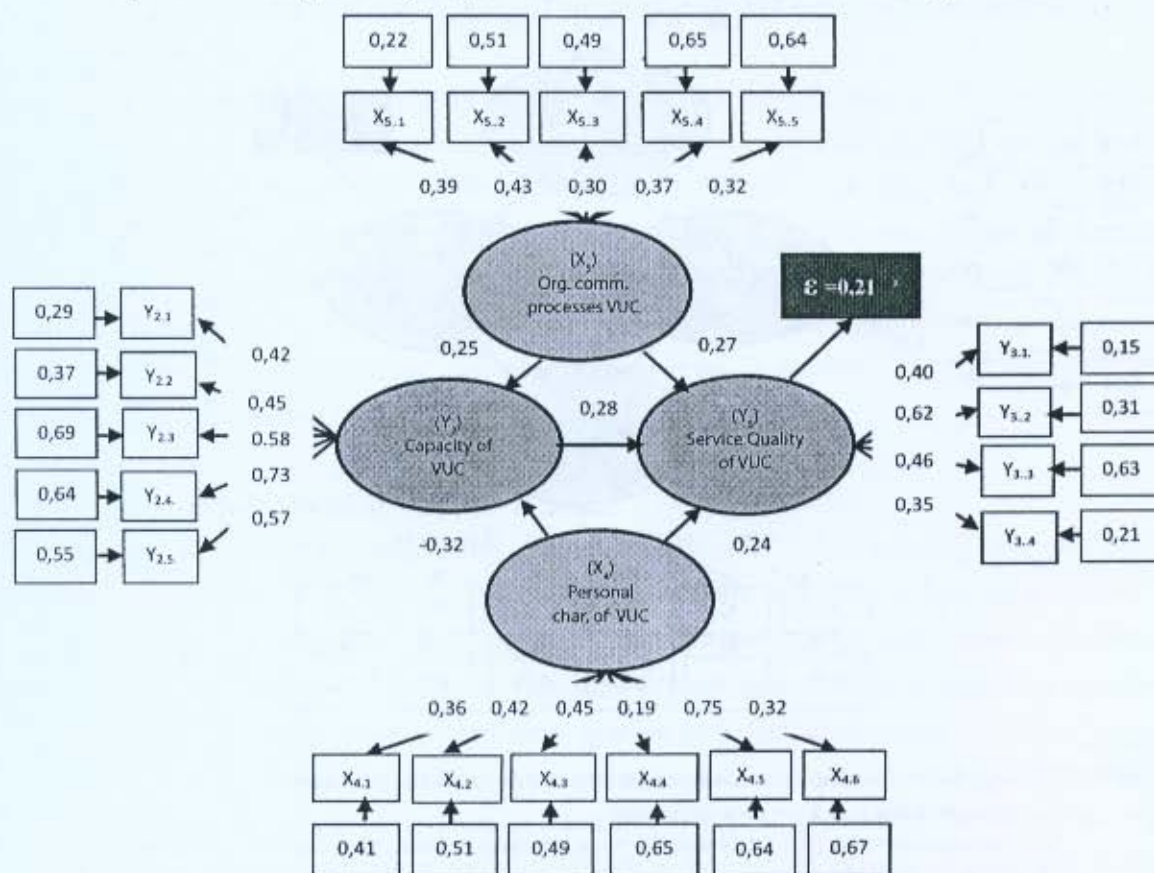 0,22 0,51 0,49 0,65 0,64
X5..1 X5..2 X5..3 X5..4 X5..5
0,39 0,43 0,30 0,37 0,32
(X5)
Org. comm.
processes VUC
ε =0,21
0,25 0,27
0,29 Y2.1 0,42
0,37 Y2.2 0,45
0,69 Y2.3 0.58
0,64 Y2.4. 0,73
0,55 Y2.5. 0,57
(Y2)
Capacity of
VUC
0,28
(Y3)
Service Quality
of VUC
0,40 Y3.1. 0,15
0,62 Y3..2 0,31
0,46 Y3..3 0,63
0,35 Y3..4 0,21
-0,32 0,24
(X4)
Personal
char, of VUC
0,36 0,42 0,45 0,19 0,75 0,32
X4.1 X4.2 X4.3 X4.4 X4.5 X4.6
0,41 0,51 0,49 0,65 0,64 0,67